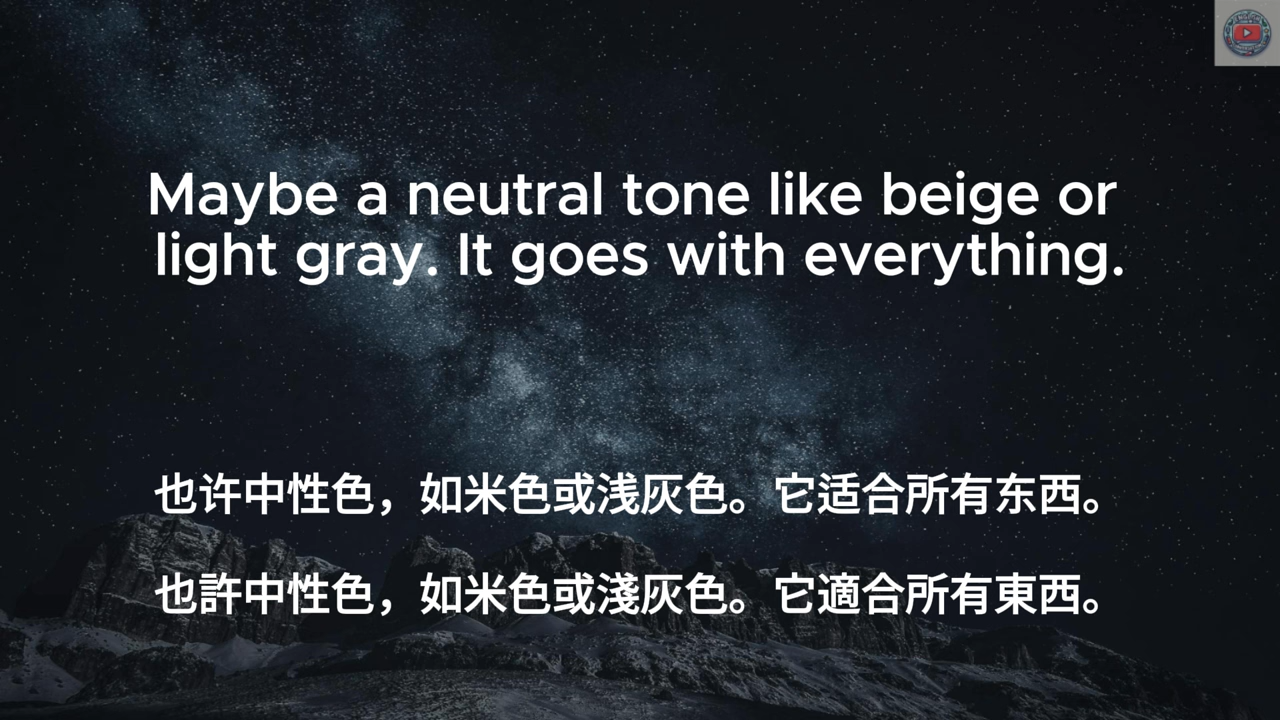 Maybe a neutral tone like beige or
light gray. It goes with everything.
也许中性色，如米色或浅灰色。它适合所有东西。
也許中性色，如米色或淺灰色。它適合所有東西。